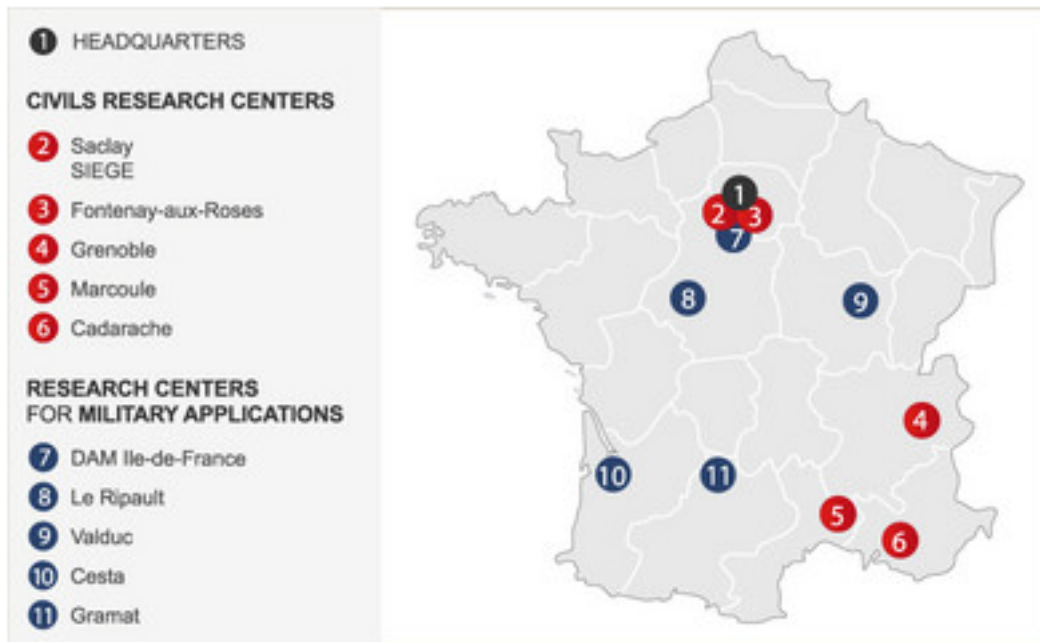 1 HEADQUARTERS
CIVILS RESEARCH CENTERS
2 Saclay
SIEGE
3 Fontenay-aux-Roses
4 Grenoble
5 Marcoule
6 Cadarache
RESEARCH CENTERS
FOR MILITARY APPLICATIONS
7 DAM Ile-de-France
8 Le Ripault
9 Valduc
10 Cesta
11 Gramat
1
2 3
7
8 9
4
10 11
5
6